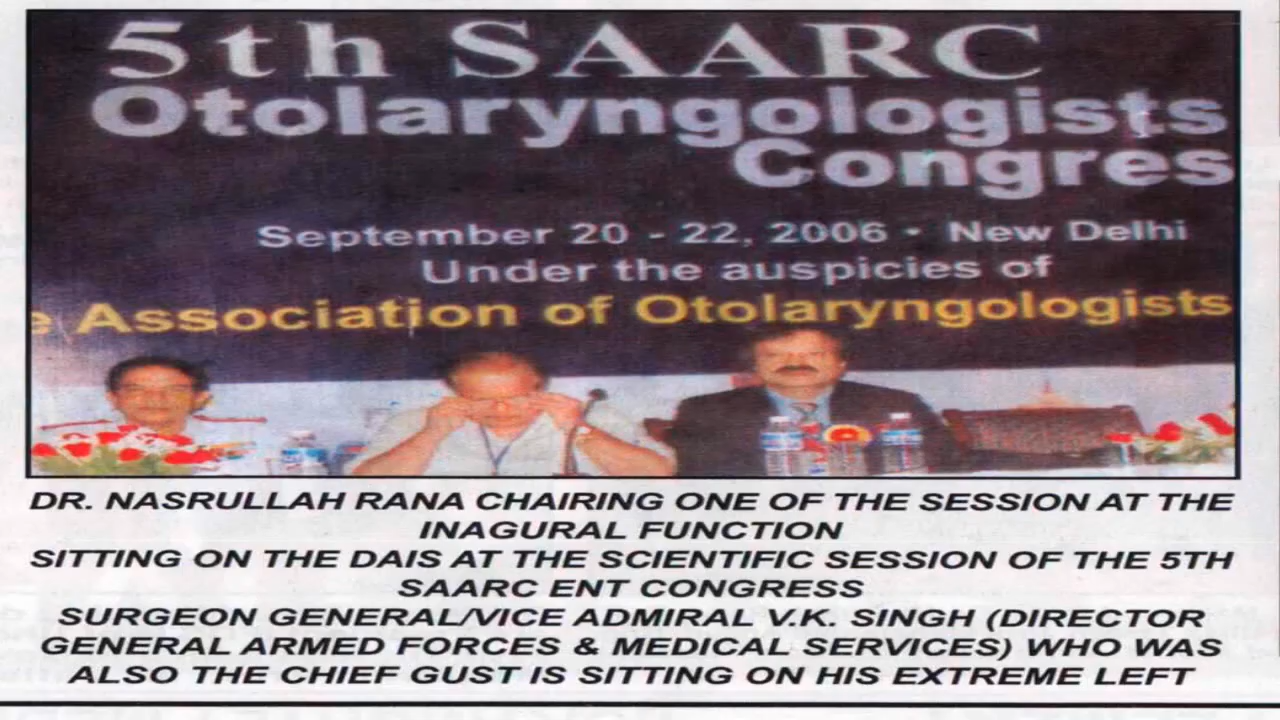 5th SAARC
Otolaryngologists
Congres
September 20 - 22, 2006 • New Delhi
Under the auspicies of
e Association of Otolaryngologists
DR. NASRULLAH RANA CHAIRING ONE OF THE SESSION AT THE
INAGURAL FUNCTION
SITTING ON THE DAIS AT THE SCIENTIFIC SESSION OF THE 5TH
SAARC ENT CONGRESS
SURGEON GENERAL/VICE ADMIRAL V.K. SINGH (DIRECTOR
GENERAL ARMED FORCES & MEDICAL SERVICES) WHO WAS
ALSO THE CHIEF GUST IS SITTING ON HIS EXTREME LEFT